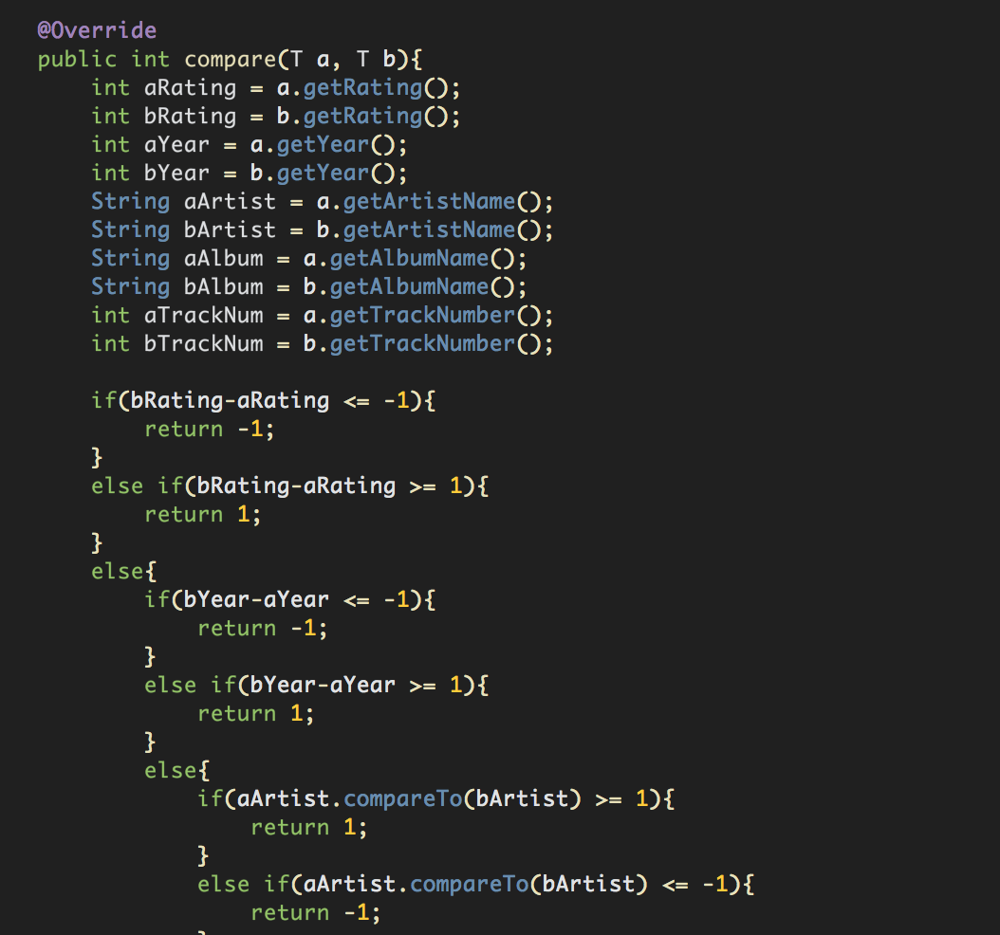 @Override
public int compare(T a, T b){
    int aRating = a.getRating();
    int bRating = b.getRating();
    int aYear = a.getYear();
    int bYear = b.getYear();
    String aArtist = a.getArtistName();
    String bArtist = b.getArtistName();
    String aAlbum = a.getAlbumName();
    String bAlbum = b.getAlbumName();
    int aTrackNum = a.getTrackNumber();
    int bTrackNum = b.getTrackNumber();

    if(bRating-aRating <= -1){
        return -1;
    }
    else if(bRating-aRating >= 1){
        return 1;
    }
    else{
        if(bYear-aYear <= -1){
            return -1;
        }
        else if(bYear-aYear >= 1){
            return 1;
        }
        else{
            if(aArtist.compareTo(bArtist) >= 1){
                return 1;
            }
            else if(aArtist.compareTo(bArtist) <= -1){
                return -1;